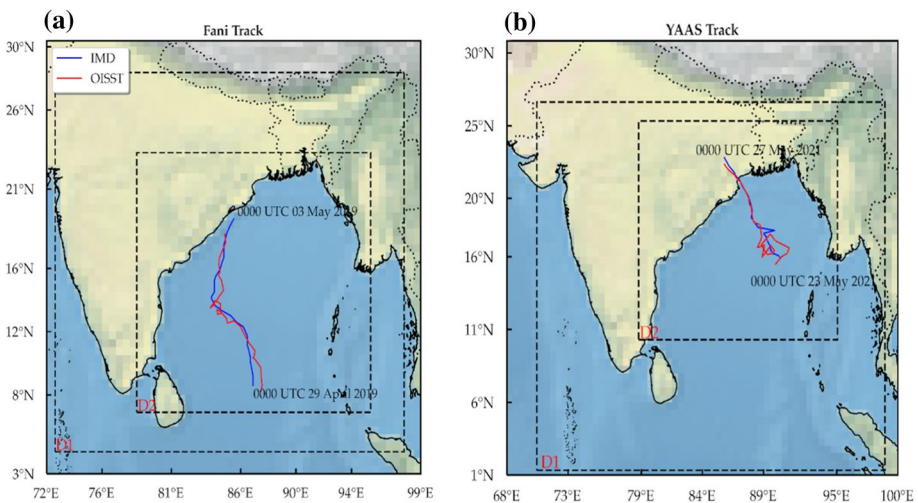 (a)
Fani Track
30°N
26°N
21°N
16°N
12°N
8°N
3°N
IMD
OISST
0000 UTC 03 May 2019
0000 UTC 29 April 2019
D2
D1
72°E 76°E 81°E 86°E 90°E 94°E 99°E
(b)
YAAS Track
30°N
25°N
20°N
16°N
11°N
6°N
1°N
0000 UTC 27 May 2021
0000 UTC 23 May 202
D2
D1
68°E 73°E 79°E 84°E 89°E 94°E 100°E